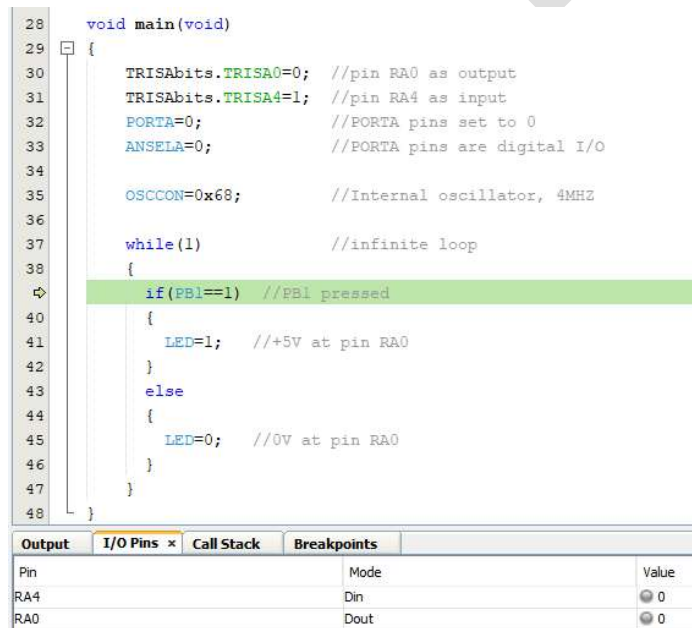 28 void main(void)
29 {
30 TRISAbits.TRISA0=0; //pin RA0 as output
31 TRISAbits.TRISA4=1; //pin RA4 as input
32 PORTA=0; //PORTA pins set to 0
33 ANSELA=0; //PORTA pins are digital I/O
34
35 OSCCON=0x68; //Internal oscillator, 4MHZ
36
37 while(1) //infinite loop
38 {
if(PB1==1) //PB1 pressed
40 {
41 LED=1; //+5V at pin RA0
42 }
43 else
44 {
45 LED=0; //0V at pin RA0
46 }
47 }
48 }
Output I/O Pins × Call Stack Breakpoints
Pin Mode Value
RA4 Din 0
RA0 Dout 0